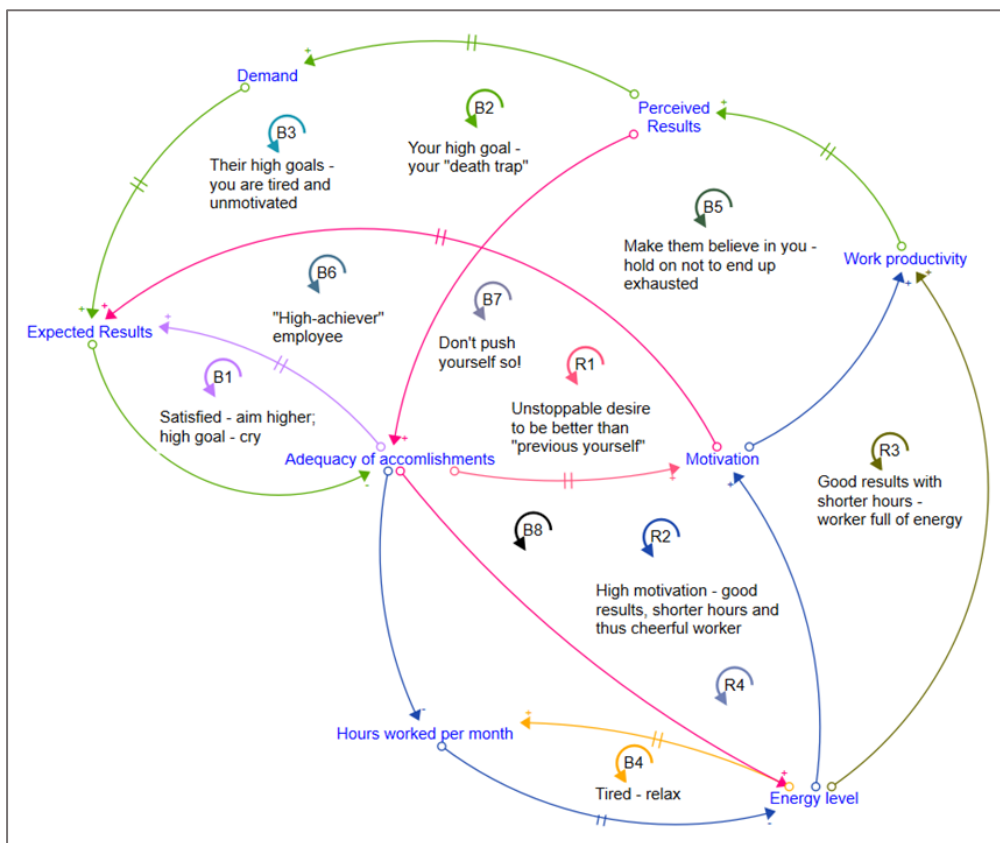 Demand
B3
Their high goals -
you are tired and
unmotivated
B2
Your high goal -
your "death trap"
Perceived
Results
B5
Make them believe in you -
hold on not to end up
exhausted
Work productivity
B6
"High-achiever"
employee
B7
Don't push
yourself so!
Expected Results
B1
Satisfied - aim higher;
high goal - cry
R1
Unstoppable desire
to be better than
"previous yourself"
Adequacy of accomlishments
Motivation
R3
Good results with
shorter hours -
worker full of energy
B8
R2
High motivation - good
results, shorter hours and
thus cheerful worker
R4
Hours worked per month
B4
Tired - relax
Energy level